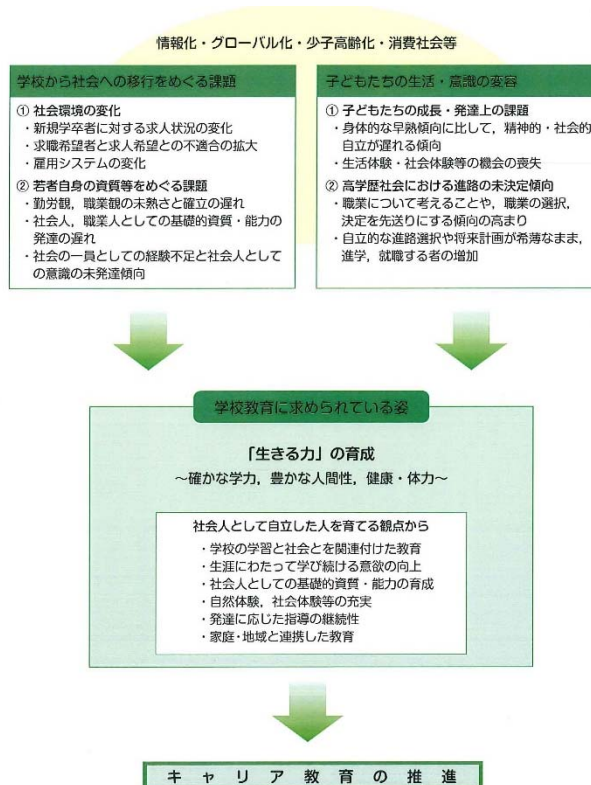 情報化・グローバル化・少子高齢化・消費社会等
学校から社会への移行をめぐる課題
① 社会環境の変化
・新規学卒者に対する求人状況の変化
・求職希望者と求人希望との不適合の拡大
・雇用システムの変化
② 若者自身の資質等をめぐる課題
・勤労観，職業観の未熟さと確立の遅れ
・社会人，職業人としての基礎的資質・能力の
発達の遅れ
・社会の一員としての経験不足と社会人として
の意識の未発達傾向
子どもたちの生活・意識の変容
① 子どもたちの成長・発達上の課題
・身体的な早熟傾向に比して，精神的・社会的
自立が遅れる傾向
・生活体験・社会体験等の機会の喪失
② 高学歴社会における進路の未決定傾向
・職業について考えることや，職業の選択，
決定を先送りにする傾向の高まり
・自立的な進路選択や将来計画が希薄なまま，
進学，就職する者の増加
学校教育に求められている姿
「生きる力」の育成
～確かな学力，豊かな人間性，健康・体力～
社会人として自立した人を育てる観点から
・学校の学習と社会とを関連付けた教育
・生涯にわたって学び続ける意欲の向上
・社会人としての基礎的資質・能力の育成
・自然体験，社会体験等の充実
・発達に応じた指導の継続性
・家庭・地域と連携した教育
キャリア教育の推進